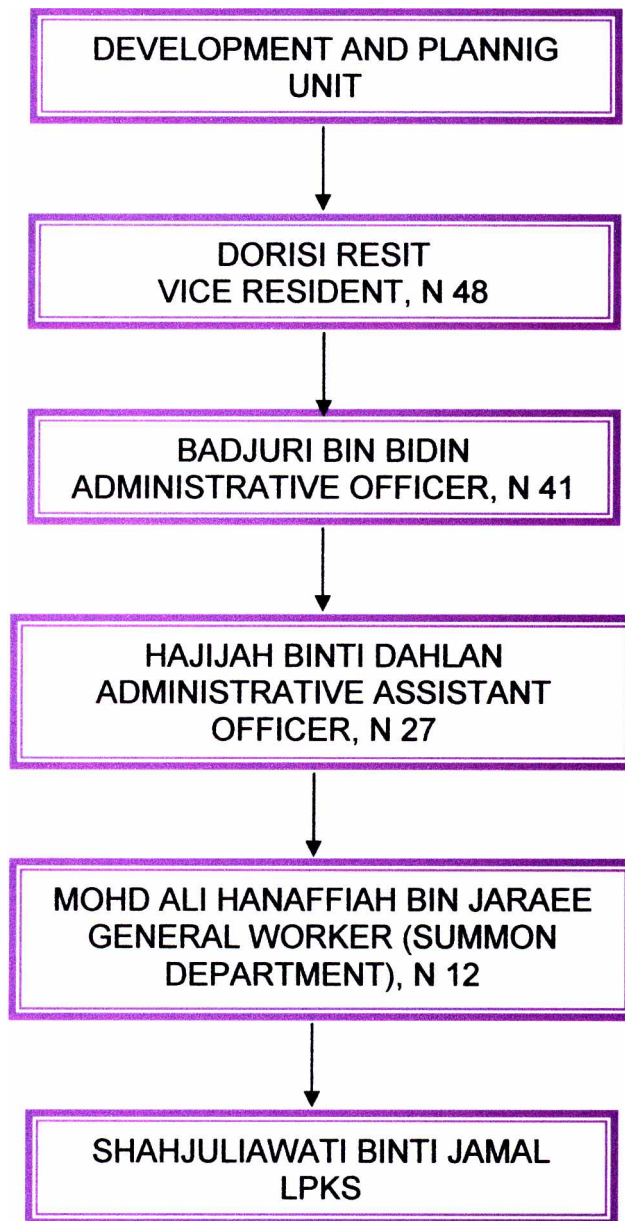 DEVELOPMENT AND PLANNIG
UNIT
DORISI RESIT
VICE RESIDENT, N 48
BADJURI BIN BIDIN
ADMINISTRATIVE OFFICER, N 41
HAJIJAH BINTI DAHLAN
ADMINISTRATIVE ASSISTANT
OFFICER, N 27
MOHD ALI HANAFFIAH BIN JARAEE
GENERAL WORKER (SUMMON
DEPARTMENT), N 12
SHAHJULIAWATI BINTI JAMAL
LPKS